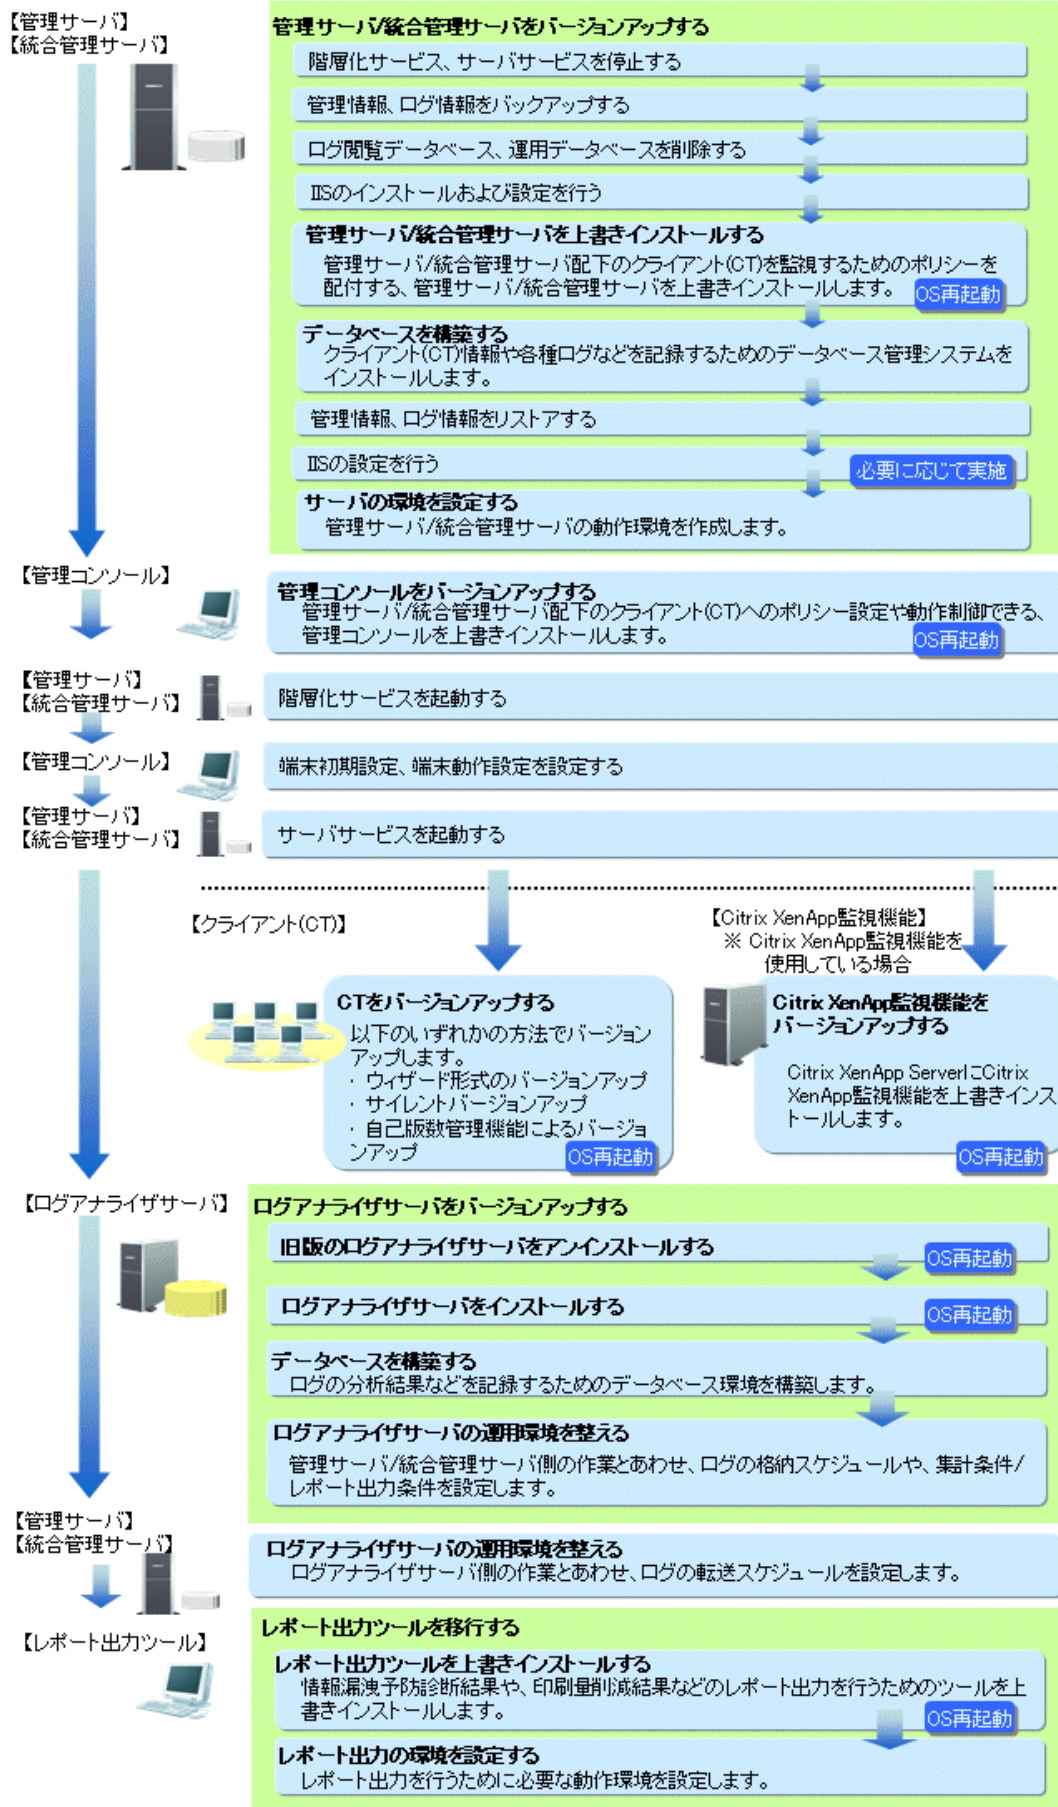 【管理サーバ】
【統合管理サーバ】
管理サーバ/統合管理サーバをバージョンアップする
階層化サービス、サーバサービスを停止する
管理情報、ログ情報をバックアップする
ログ閲覧データベース、運用データベースを削除する
IISのインストールおよび設定を行う
管理サーバ/統合管理サーバを上書きインストールする
管理サーバ/統合管理サーバ配下のクライアント(CT)を監視するためのポリシーを
配付する、管理サーバ/統合管理サーバを上書きインストールします。
OS再起動
データベースを構築する
クライアント(CT)情報や各種ログなどを記録するためのデータベース管理システムを
インストールします。
管理情報、ログ情報をリストアする
IISの設定を行う
必要に応じて実施
サーバの環境を設定する
管理サーバ/統合管理サーバの動作環境を作成します。
【管理コンソール】
管理コンソールをバージョンアップする
管理サーバ/統合管理サーバ配下のクライアント(CT)へのポリシー設定や動作制御できる、
管理コンソールを上書きインストールします。
OS再起動
【管理サーバ】
【統合管理サーバ】
階層化サービスを起動する
【管理コンソール】
端末初期設定、端末動作設定を設定する
【管理サーバ】
【統合管理サーバ】
サーバサービスを起動する
【クライアント(CT)】
CTをバージョンアップする
以下のいずれかの方法でバージョン
アップします。
・ ウィザード形式のバージョンアップ
・ サイレントバージョンアップ
・ 自己版数管理機能によるバージョ
ンアップ
OS再起動
【Citrix XenApp監視機能】
※ Citrix XenApp監視機能を
使用している場合
Citrix XenApp監視機能を
バージョンアップする
Citrix XenApp ServerにCitrix
XenApp監視機能を上書きインス
トールします。
OS再起動
【ログアナライザサーバ】
ログアナライザサーバをバージョンアップする
旧版のログアナライザサーバをアンインストールする
OS再起動
ログアナライザサーバをインストールする
OS再起動
データベースを構築する
ログの分析結果などを記録するためのデータベース環境を構築します。
ログアナライザサーバの運用環境を整える
管理サーバ/統合管理サーバ側の作業とあわせ、ログの格納スケジュールや、集計条件/
レポート出力条件を設定します。
【管理サーバ】
【統合管理サーバ】
ログアナライザサーバの運用環境を整える
ログアナライザサーバ側の作業とあわせ、ログの転送スケジュールを設定します。
【レポート出力ツール】
レポート出力ツールを移行する
レポート出力ツールを上書きインストールする
情報漏洩予防診断結果や、印刷量削減結果などのレポート出力を行うためのツールを上
書きインストールします。
OS再起動
レポート出力の環境を設定する
レポート出力を行うために必要な動作環境を設定します。